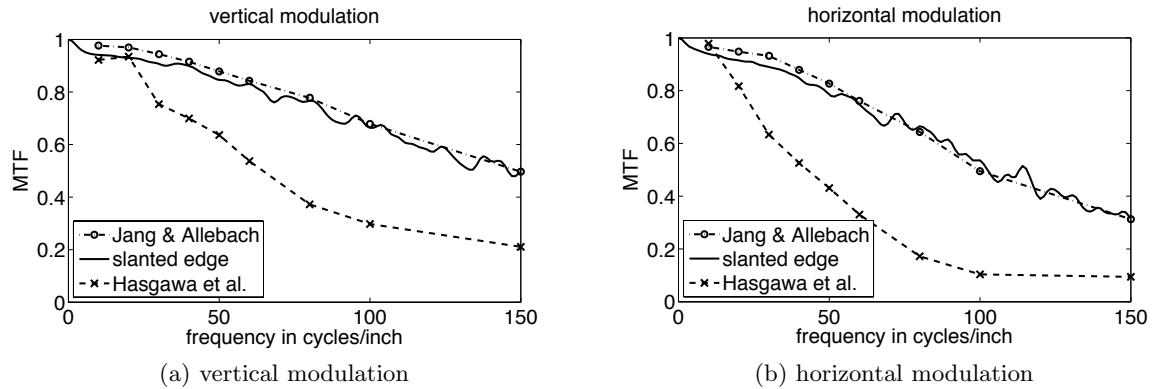 vertical modulation
1
0.8
0.6
0.4
0.2
0
MTF
Jang & Allebach
slanted edge
Hasgawa et al.
0
50
100
150
frequency in cycles/inch
(a) vertical modulation
horizontal modulation
1
0.8
0.6
0.4
0.2
0
MTF
Jang & Allebach
slanted edge
Hasgawa et al.
0
50
100
150
frequency in cycles/inch
(b) horizontal modulation